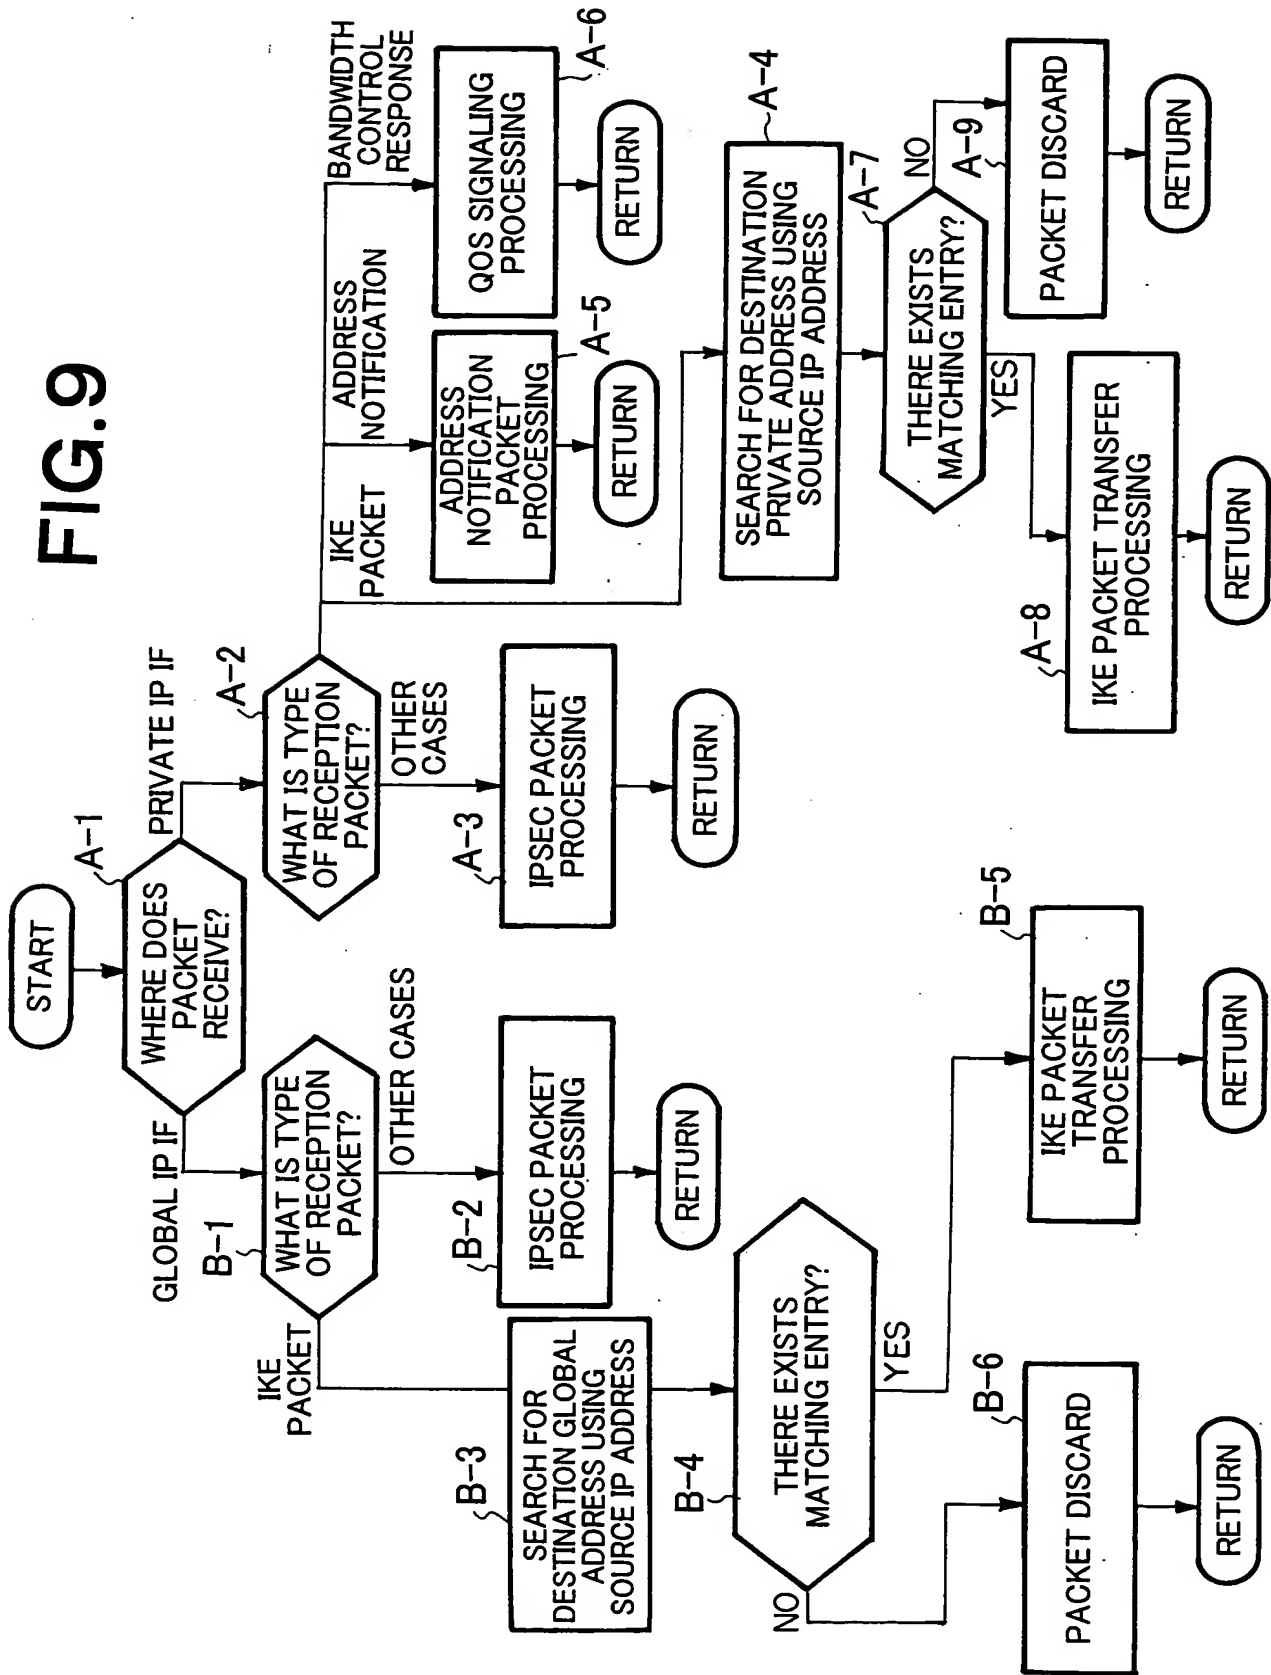 FIG.9
START
A-1
WHERE DOES
PACKET
RECEIVE?
GLOBAL IP IF
PRIVATE IP IF
B-1
WHAT IS TYPE
OF RECEPTION
PACKET?
IKE
PACKET
OTHER CASES
B-2
IPSEC PACKET
PROCESSING
RETURN
B-3
SEARCH FOR
DESTINATION GLOBAL
ADDRESS USING
SOURCE IP ADDRESS
B-4
THERE EXISTS
MATCHING ENTRY?
NO
YES
B-6
PACKET DISCARD
RETURN
B-5
IKE PACKET
TRANSFER
PROCESSING
RETURN
A-2
WHAT IS TYPE
OF RECEPTION
PACKET?
OTHER
CASES
A-3
IPSEC PACKET
PROCESSING
RETURN
IKE
PACKET
ADDRESS
NOTIFICATION
BANDWIDTH
CONTROL
RESPONSE
ADDRESS
NOTIFICATION
PACKET
PROCESSING
A-5
RETURN
QOS SIGNALING
PROCESSING
A-6
RETURN
A-4
SEARCH FOR DESTINATION
PRIVATE ADDRESS USING
SOURCE IP ADDRESS
A-7
THERE EXISTS
MATCHING ENTRY?
YES
NO
A-8
IKE PACKET TRANSFER
PROCESSING
RETURN
A-9
PACKET DISCARD
RETURN